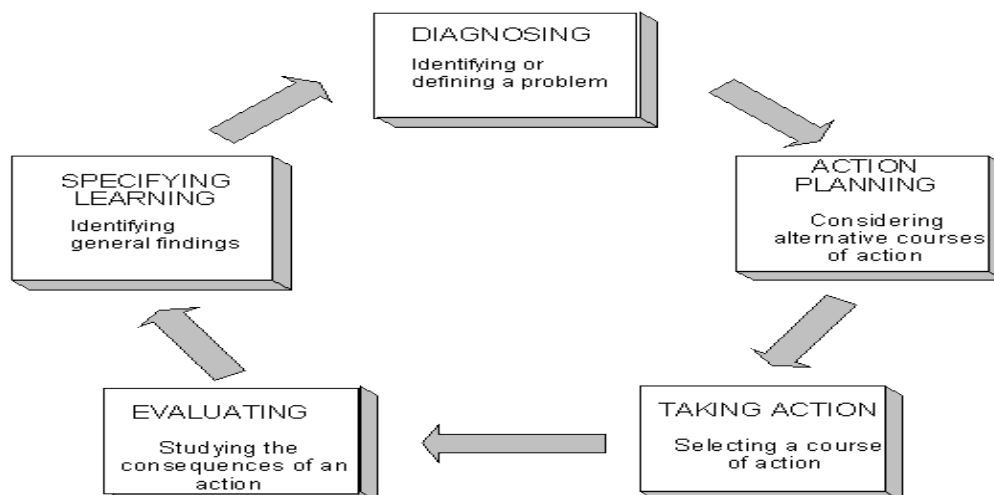 DIAGNOSING
Identifying or
defining a problem
ACTION
PLANNING
Considering
alternative courses
of action
TAKING ACTION
Selecting a course
of action
EVALUATING
Studying the
consequences of an
action
SPECIFYING
LEARNING
Identifying
general findings